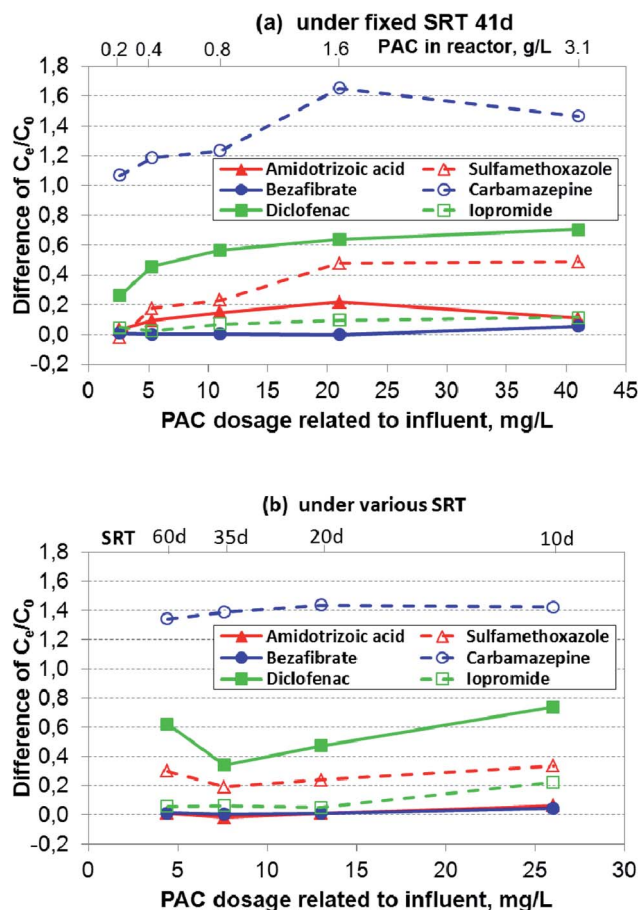 (a) under fixed SRT 41d
0.2 0.4 0.8 1.6 PAC in reactor, g/L 3.1
1,8
1,6
1,4
1,2
1,0
0,8
0,6
0,4
0,2
0,0
-0,2
Difference of Ce/C0
Amidotrizoic acid Sulfamethoxazole
Bezafibrate Carbamazepine
Diclofenac Iopromide
0 5 10 15 20 25 30 35 40 45
PAC dosage related to influent, mg/L
(b) under various SRT
SRT 60d 35d 20d 10d
1,8
1,6
1,4
1,2
1,0
0,8
0,6
0,4
0,2
0,0
-0,2
Difference of Ce/C0
Amidotrizoic acid Sulfamethoxazole
Bezafibrate Carbamazepine
Diclofenac Iopromide
0 5 10 15 20 25 30
PAC dosage related to influent, mg/L